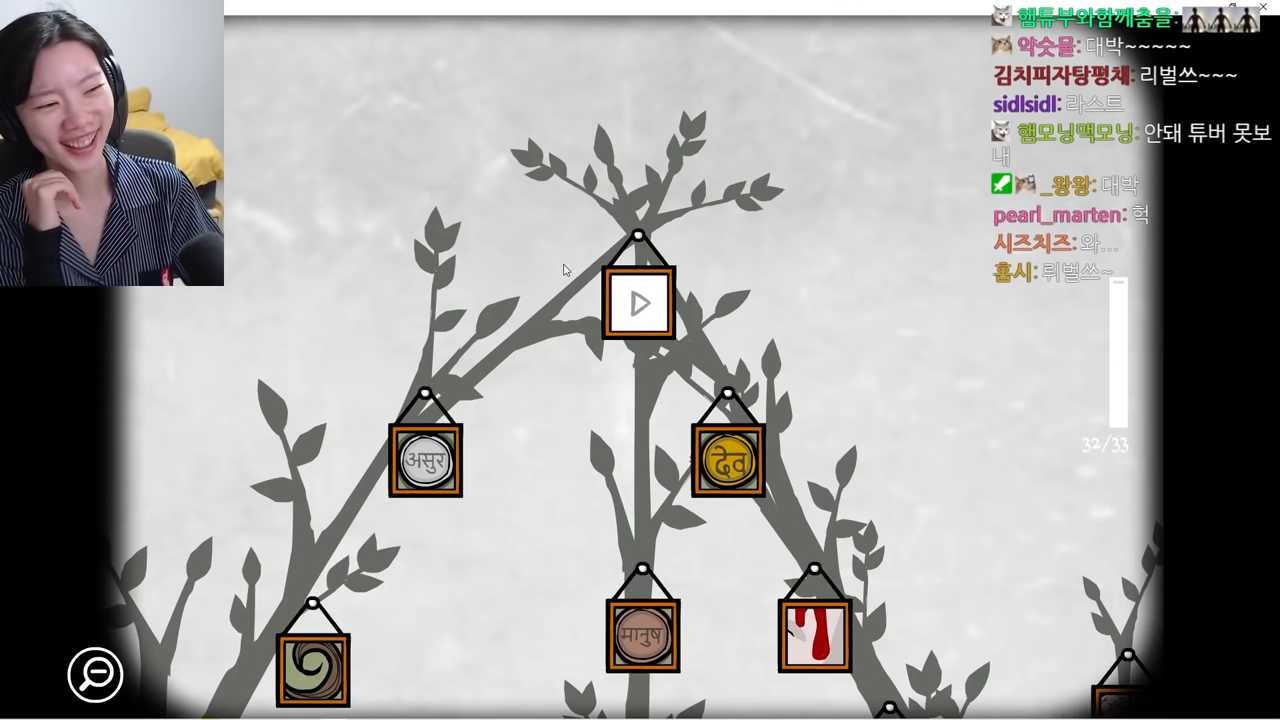 햄튜부와함께춤을:
약숫물: 대박~~~~~
김치피자탕평채: 리벌쓰~~~
sidlsidl: 라스트
햄모닝맥모닝: 안돼 튜버 못보
내
_왕왕: 대박
pearl_marten: 헉
시즈치즈: 와...
훔시: 뤼벌쓰~
32/33
असुर
देव
मानुष